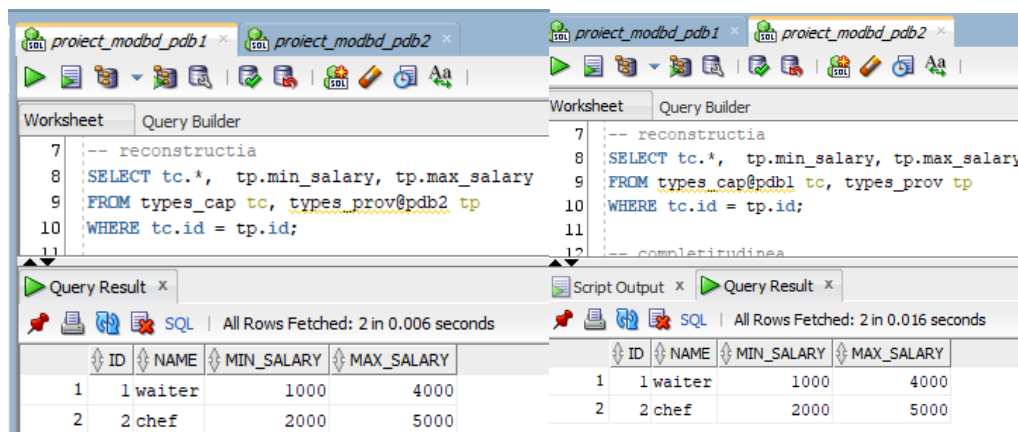 proiect_modbd_pdb1 × proiect_modbd_pdb2 ×
Worksheet Query Builder
7 -- reconstructia
8 SELECT tc.*,  tp.min_salary, tp.max_salary
9 FROM types_cap tc, types_prov@pdb2 tp
10 WHERE tc.id = tp.id;
11
Query Result x
SQL | All Rows Fetched: 2 in 0.006 seconds
ID NAME MIN_SALARY MAX_SALARY
1 1 waiter 1000 4000
2 2 chef 2000 5000
proiect_modbd_pdb1 × proiect_modbd_pdb2 ×
Worksheet Query Builder
7 -- reconstructia
8 SELECT tc.*,  tp.min_salary, tp.max_salary
9 FROM types_cap@pdb1 tc, types_prov tp
10 WHERE tc.id = tp.id;
11
12 -- completitudinea
Script Output x Query Result x
SQL | All Rows Fetched: 2 in 0.016 seconds
ID NAME MIN_SALARY MAX_SALARY
1 1 waiter 1000 4000
2 2 chef 2000 5000